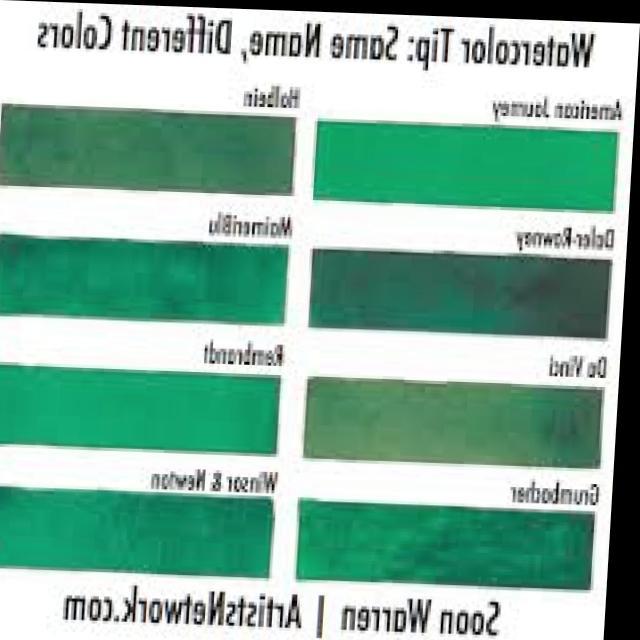 Watercolor Tip: Same Name, Different Colors
American Journey
Holbein
Daler-Rowney
MaimeriBlu
Da Vinci
Rembrandt
Grumbacher
Winsor & Newton
Soon Warren | ArtistsNetwork.com